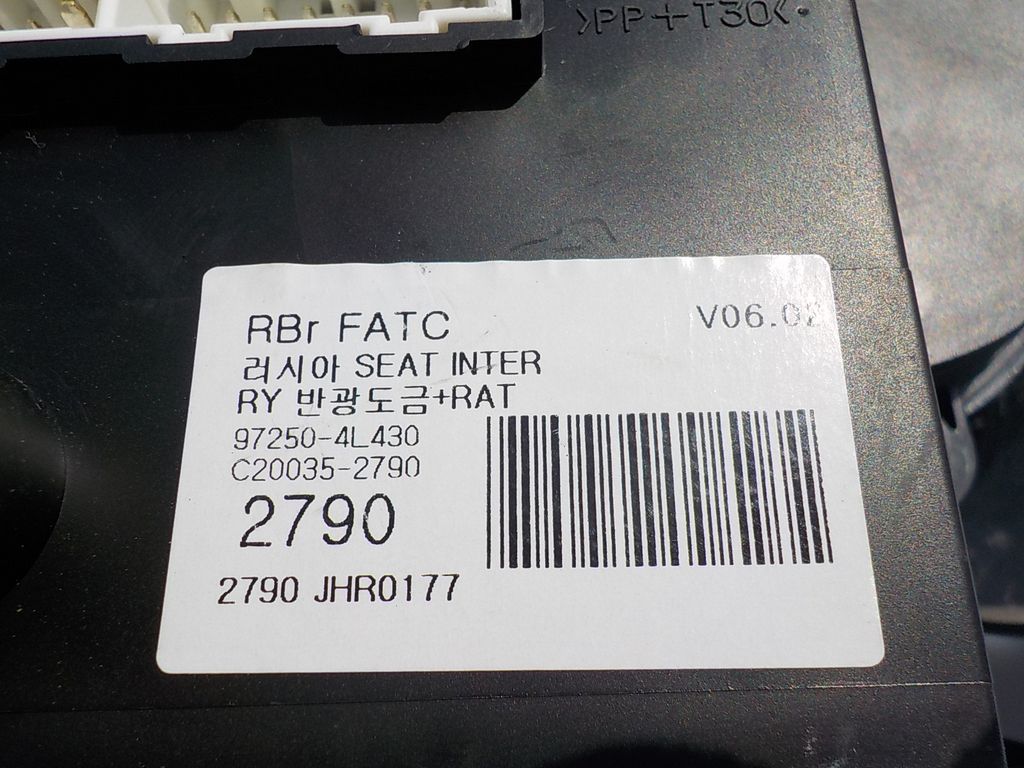 >PP+T30<
RBr FATC
V06.02
러시아 SEAT INTER
RY 반광도금+RAT
97250-4L430
C20035-2790
2790
2790 JHR0177